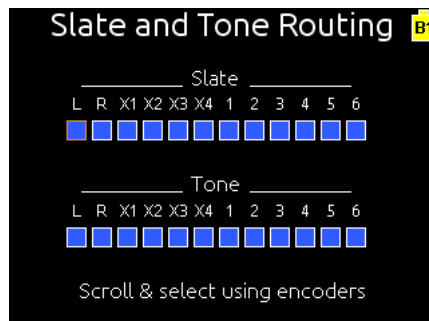 Slate and Tone Routing
Slate
L R X1 X2 X3 X4 1 2 3 4 5 6
Tone
L R X1 X2 X3 X4 1 2 3 4 5 6
Scroll & select using encoders